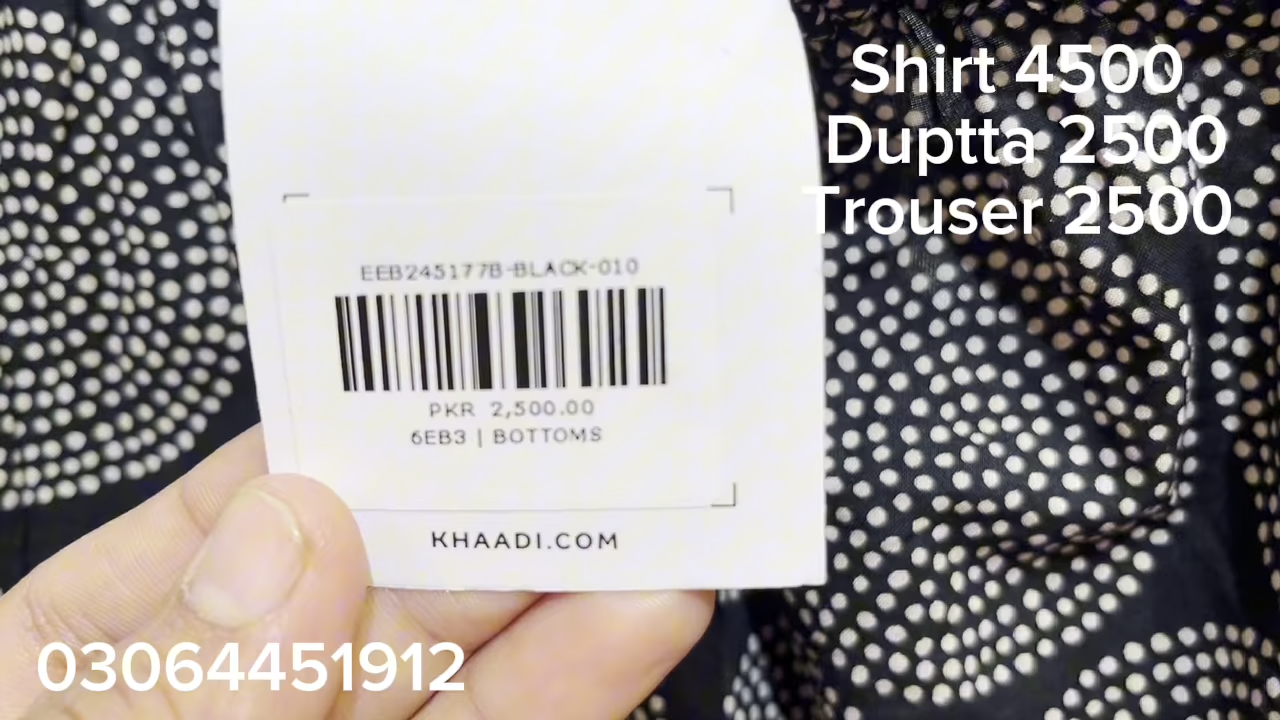 Shirt 4500
Duptta 2500
Trouser 2500
EEB245177B-BLACK-010
PKR 2,500.00
6EB3 | BOTTOMS
KHAADI.COM
03064451912